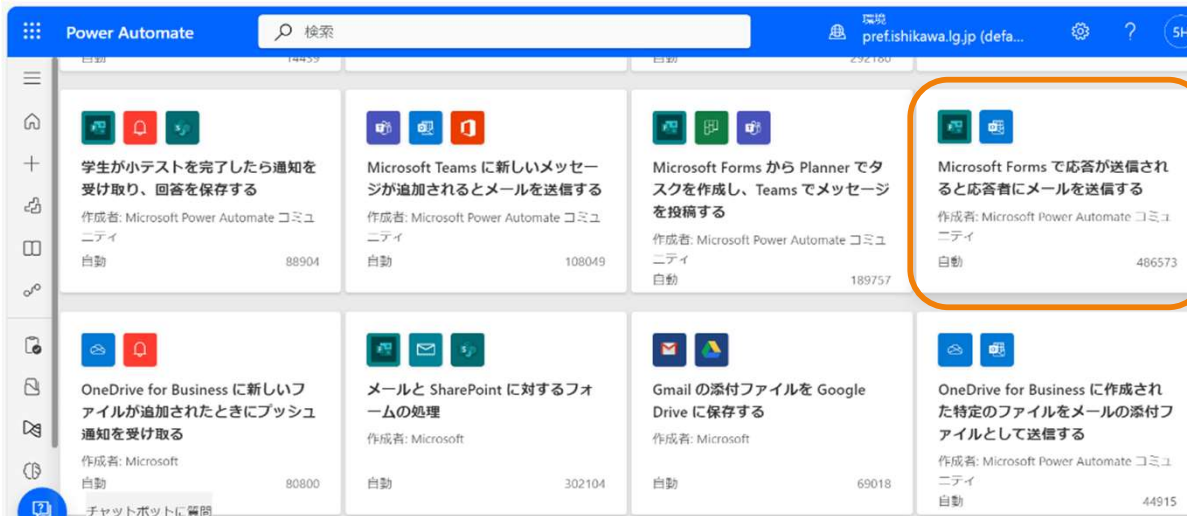 Power Automate
検索
環境
pref.ishikawa.lg.jp (defa...
5H
自動 14439
自動 292180
学生が小テストを完了したら通知を
受け取り、回答を保存する
作成者: Microsoft Power Automate コミュ
ニティ
自動 88904
Microsoft Teams に新しいメッセー
ジが追加されるとメールを送信する
作成者: Microsoft Power Automate コミュ
ニティ
自動 108049
Microsoft Forms から Planner でタ
スクを作成し、Teams でメッセージ
を投稿する
作成者: Microsoft Power Automate コミュ
ニティ
自動 189757
Microsoft Forms で応答が送信され
ると応答者にメールを送信する
作成者: Microsoft Power Automate コミュ
ニティ
自動 486573
OneDrive for Business に新しいフ
ァイルが追加されたときにプッシュ
通知を受け取る
作成者: Microsoft
自動 80800
メールと SharePoint に対するフォ
ームの処理
作成者: Microsoft
自動 302104
Gmail の添付ファイルを Google
Drive に保存する
作成者: Microsoft
自動 69018
OneDrive for Business に作成され
た特定のファイルをメールの添付フ
ァイルとして送信する
作成者: Microsoft Power Automate コミュ
ニティ
自動 44915
チャットボットに質問